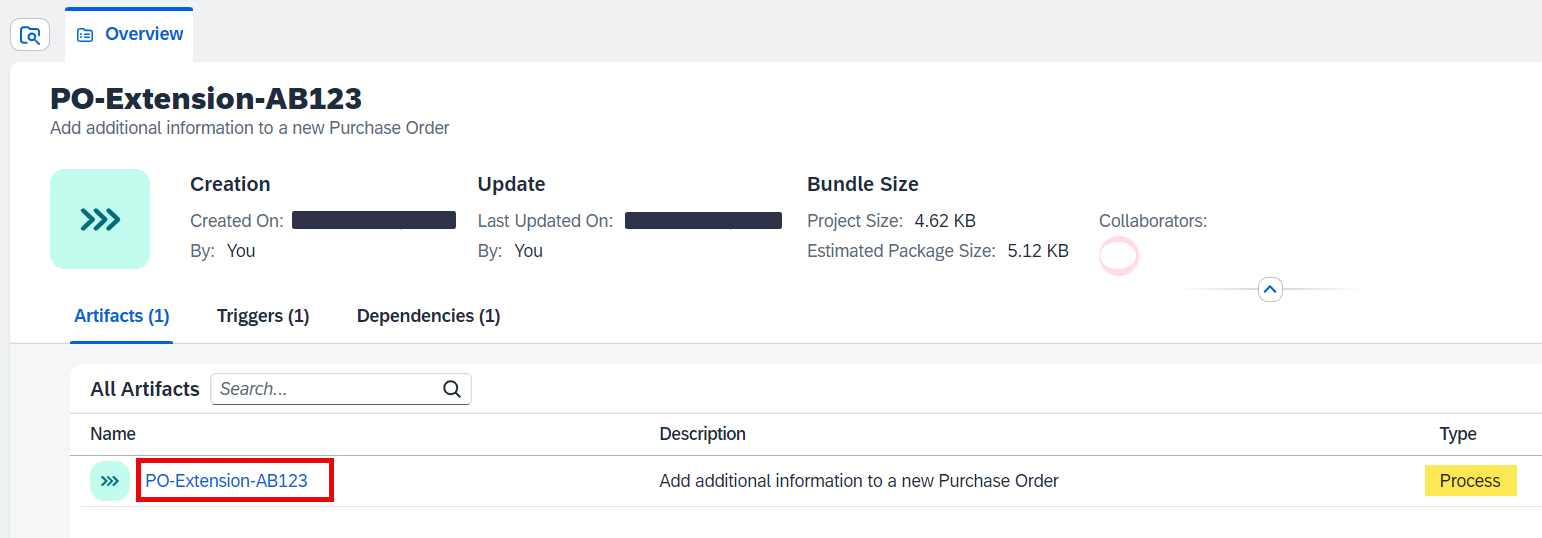 Overview
PO-Extension-AB123
Add additional information to a new Purchase Order
Creation Update Bundle Size
Created On: Last Updated On: Project Size: 4.62 KB Collaborators:
By: You By: You Estimated Package Size: 5.12 KB
Artifacts (1) Triggers (1) Dependencies (1)
All Artifacts Search...
Name Description Type
PO-Extension-AB123 Add additional information to a new Purchase Order Process